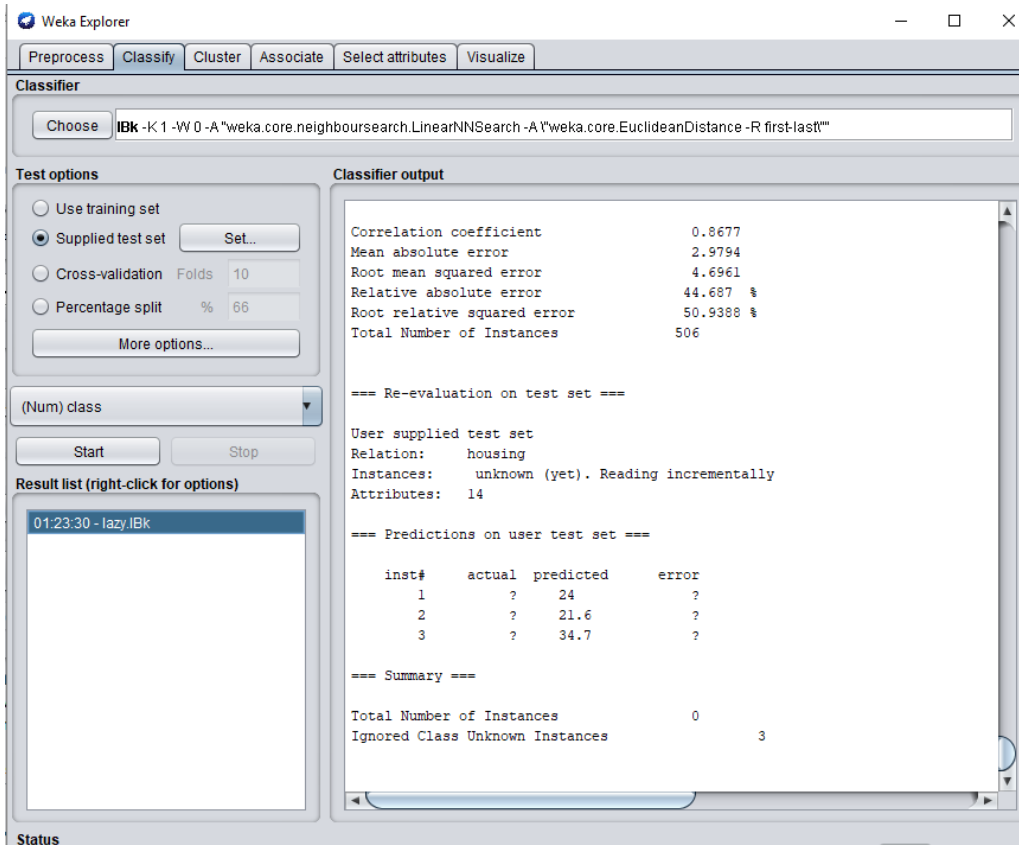 Weka Explorer
Preprocess Classify Cluster Associate Select attributes Visualize
Classifier
Choose IBk -K 1 -W 0 -A "weka.core.neighboursearch.LinearNNSearch -A \"weka.core.EuclideanDistance -R first-last\""
Test options
Use training set
Supplied test set Set...
Cross-validation Folds 10
Percentage split % 66
More options...
(Num) class
Start Stop
Result list (right-click for options)
01:23:30 - lazy.IBk
Classifier output
Correlation coefficient 0.8677
Mean absolute error 2.9794
Root mean squared error 4.6961
Relative absolute error 44.687 %
Root relative squared error 50.9388 %
Total Number of Instances 506
=== Re-evaluation on test set ===
User supplied test set
Relation: housing
Instances: unknown (yet). Reading incrementally
Attributes: 14
=== Predictions on user test set ===
inst# actual predicted error
1 ? 24 ?
2 ? 21.6 ?
3 ? 34.7 ?
=== Summary ===
Total Number of Instances 0
Ignored Class Unknown Instances 3
Status